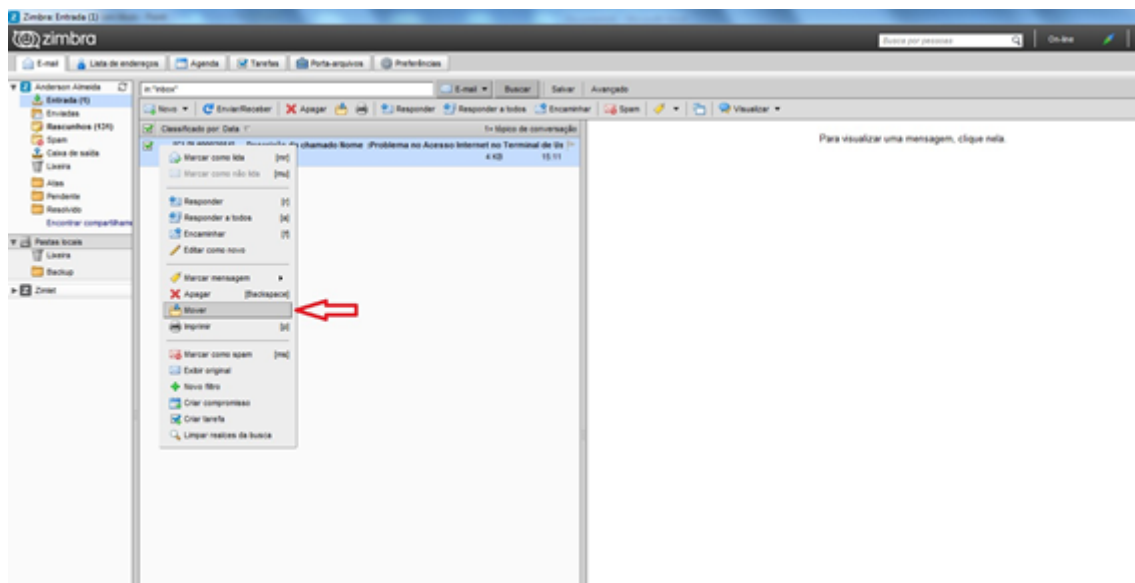 Zimbra: Entrada (1)
zimbra
Busca por pessoas
On-line
E-mail Lista de endereços Agenda Tarefas Porta-arquivos Preferências
Anderson Almeida
Entrada (1)
Enviadas
Rascunhos (131)
Spam
Caixa de saída
Lixeira
Atas
Pendente
Resolvido
Encontrar compartilhame
Pastas locais
Lixeira
Backup
Zimlet
in:"inbox" E-mail Buscar Salvar Avançado
Novo Enviar/Receber Apagar Responder Responder a todos Encaminhar Spam Visualizar
Classificado por: Data 1+ tópico de conversação
do chamado Nome :Problema no Acesso Internet no Terminal de Us
4 KB 15:11
Marcar como lida [mr]
Marcar como não lida [mu]
Responder [r]
Responder a todos [a]
Encaminhar [f]
Editar como novo
Marcar mensagem
Apagar [Backspace]
Mover
Imprimir [p]
Marcar como spam [ms]
Exibir original
Novo filtro
Criar compromisso
Criar tarefa
Limpar realces da busca
Para visualizar uma mensagem, clique nela.